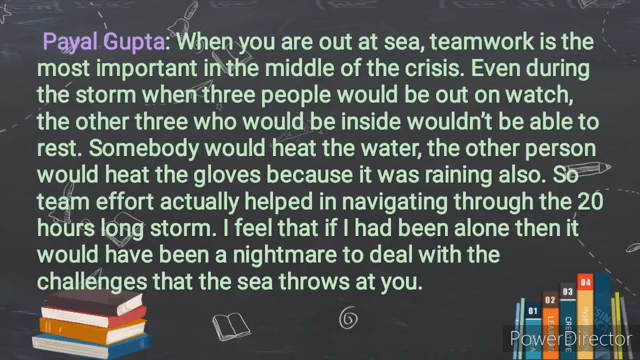 Payal Gupta: When you are out at sea, teamwork is the
most important in the middle of the crisis. Even during
the storm when three people would be out on watch,
the other three who would be inside wouldn't be able to
rest. Somebody would heat the water, the other person
would heat the gloves because it was raining also. So
team effort actually helped in navigating through the 20
hours long storm. I feel that if I had been alone then it
would have been a nightmare to deal with the
challenges that the sea throws at you.
01
02
03
04
CREATE
PowerDirector